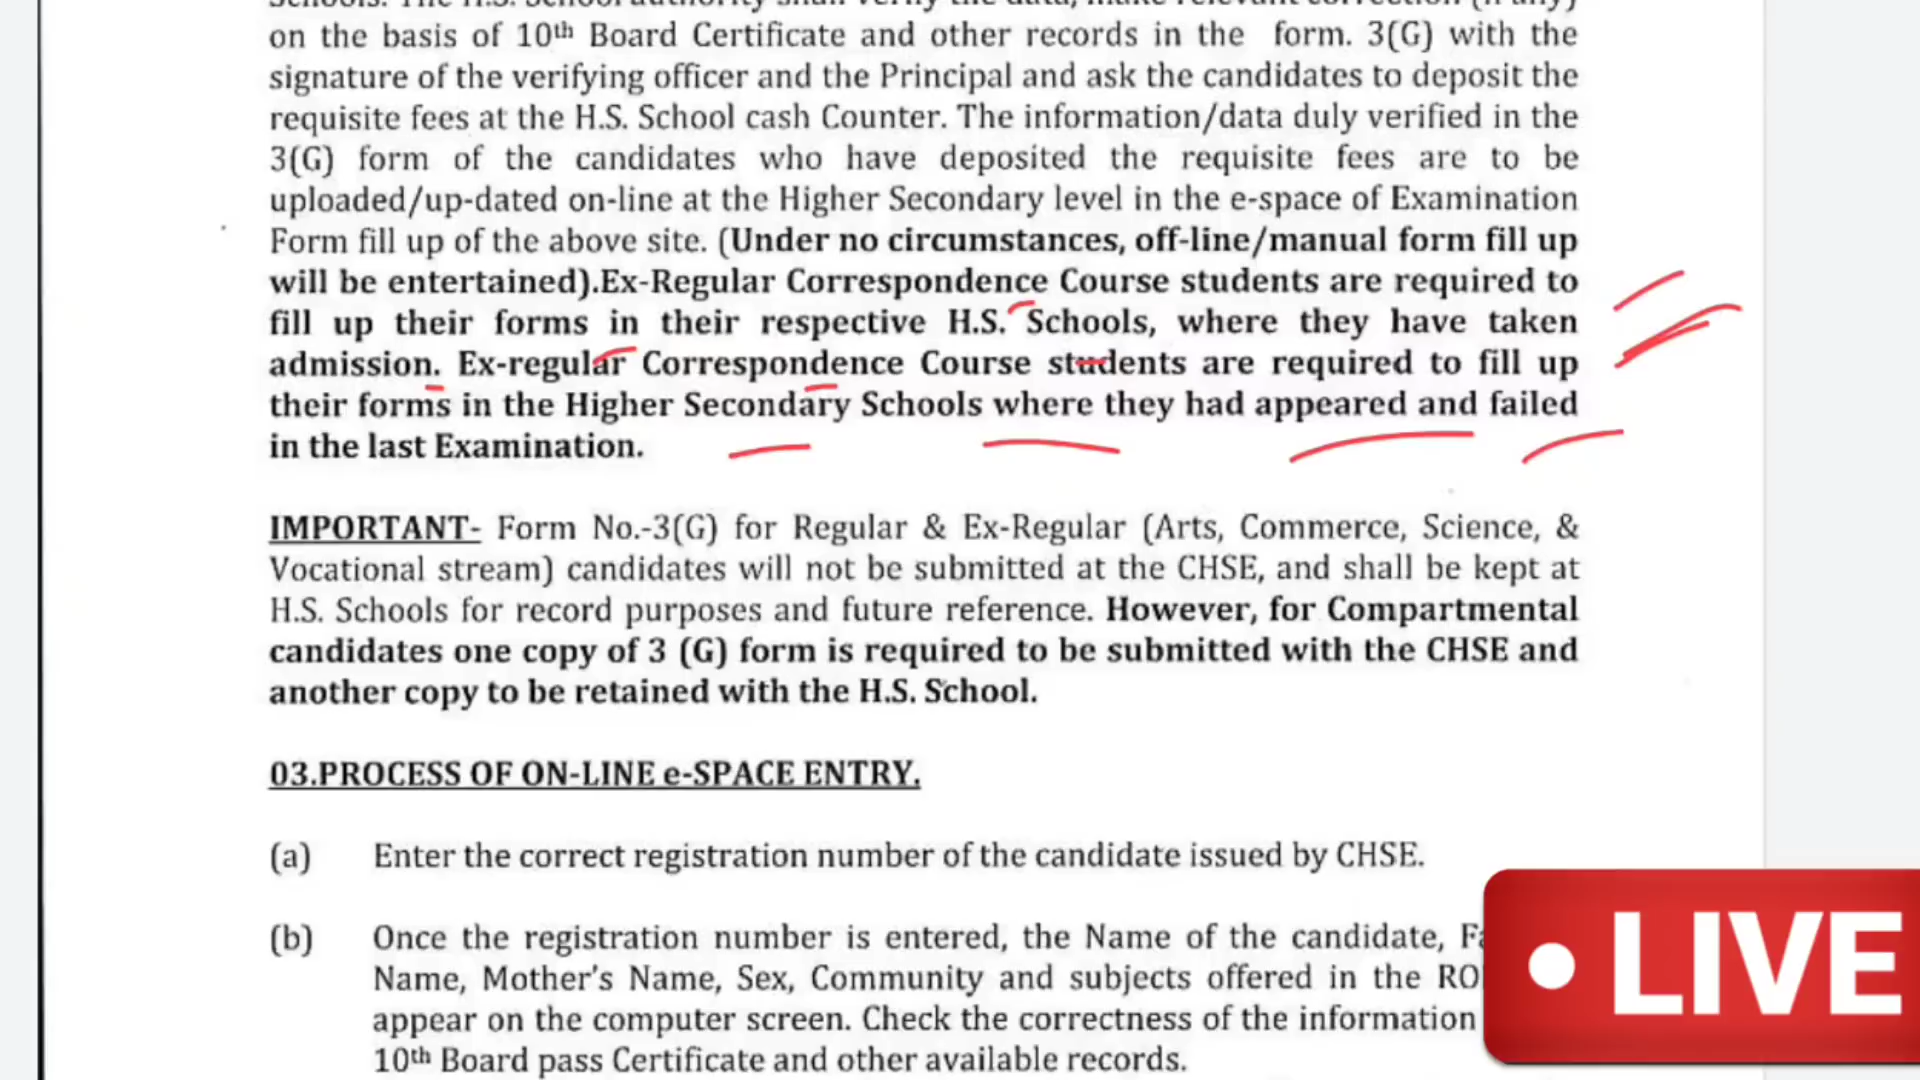 Schools. The H.S. School authority shall verify the data, make relevant correction (if any)
on the basis of 10th Board Certificate and other records in the form. 3(G) with the
signature of the verifying officer and the Principal and ask the candidates to deposit the
requisite fees at the H.S. School cash Counter. The information/data duly verified in the
3(G) form of the candidates who have deposited the requisite fees are to be
uploaded/up-dated on-line at the Higher Secondary level in the e-space of Examination
Form fill up of the above site. (Under no circumstances, off-line/manual form fill up
will be entertained).Ex-Regular Correspondence Course students are required to
fill up their forms in their respective H.S. Schools, where they have taken
admission. Ex-regular Correspondence Course students are required to fill up
their forms in the Higher Secondary Schools where they had appeared and failed
in the last Examination.
IMPORTANT- Form No.-3(G) for Regular & Ex-Regular (Arts, Commerce, Science, &
Vocational stream) candidates will not be submitted at the CHSE, and shall be kept at
H.S. Schools for record purposes and future reference. However, for Compartmental
candidates one copy of 3 (G) form is required to be submitted with the CHSE and
another copy to be retained with the H.S. School.
03.PROCESS OF ON-LINE e-SPACE ENTRY.
(a) Enter the correct registration number of the candidate issued by CHSE.
(b) Once the registration number is entered, the Name of the candidate,
Name, Mother's Name, Sex, Community and subjects offered in the
appear on the computer screen. Check the correctness of the information
10th Board pass Certificate and other available records.
LIVE